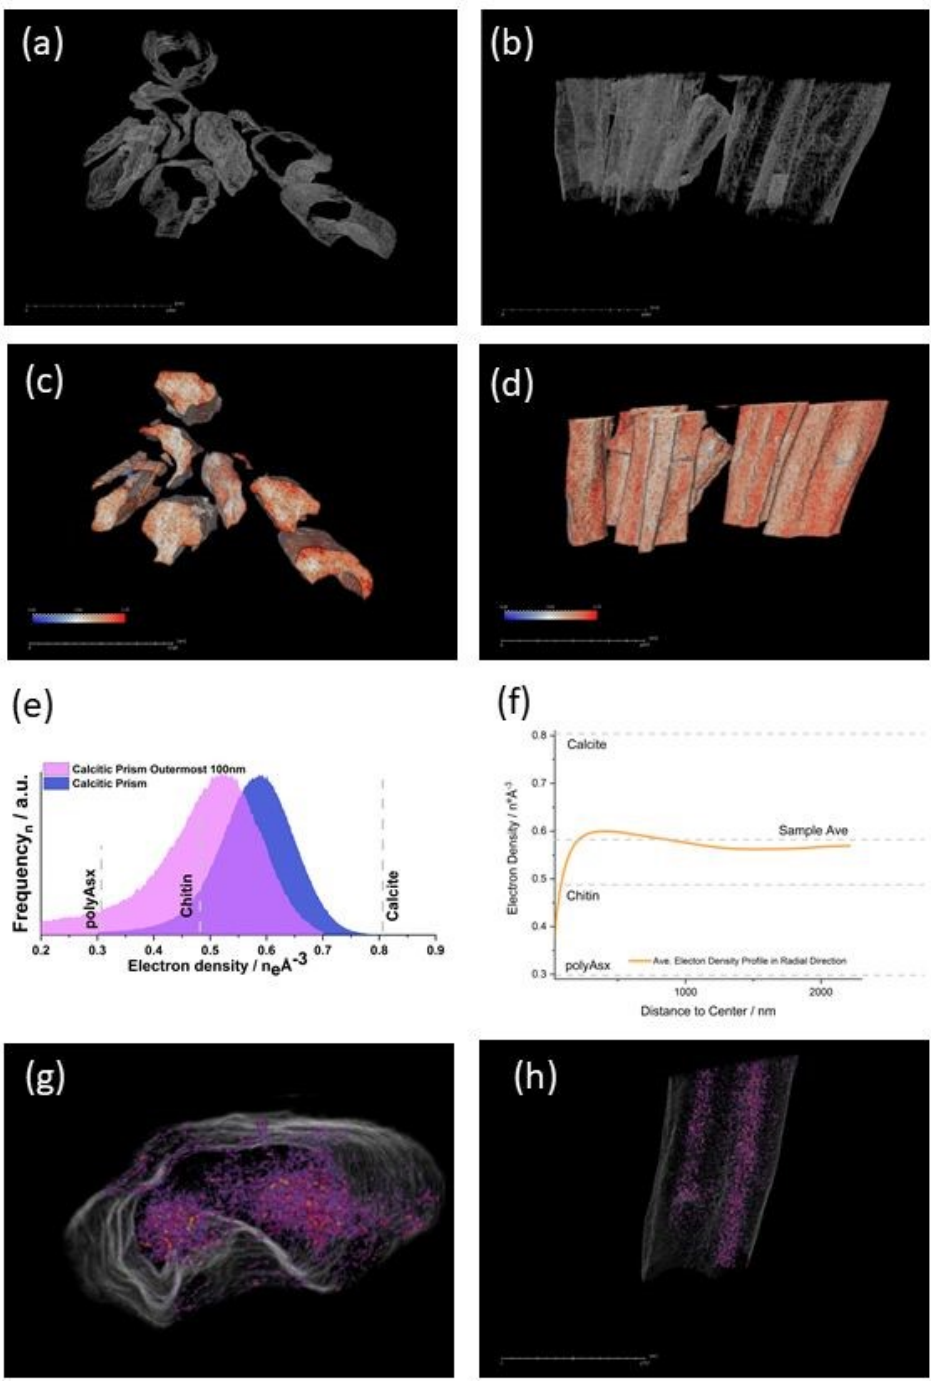 (a)
(b)
(c)
(d)
(e)
(f)
Calcitic Prism Outermost 100nm
Calcitic Prism
Frequencyn / a.u.
polyAsx
Chitin
Calcite
0.2 0.3 0.4 0.5 0.6 0.7 0.8 0.9
Electron density / neÅ-3
0.8
0.7
0.6
0.5
0.4
0.3
Electron Density / n*Å-3
Calcite
Sample Ave
Chitin
polyAsx
Ave. Electon Density Profile in Radial Direction
1000 2000
Distance to Center / nm
(g)
(h)